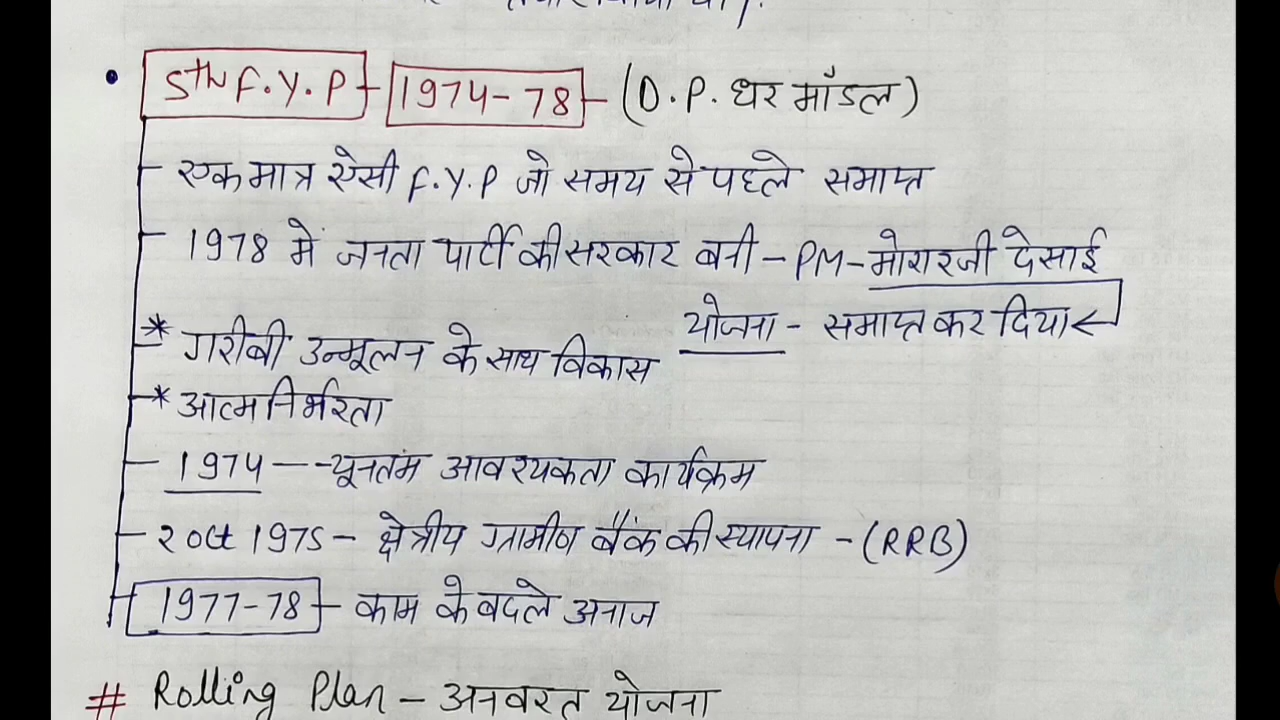 5th F.Y.P - 1974-78 - (D.P. धर मॉडल)
- एक मात्र ऐसी F.Y.P जो समय से पहले समाप्त
- 1978 में जनता पार्टी की सरकार बनी - PM - मोरारजी देसाई
योजना - समाप्त कर दिया
* गरीबी उन्मूलन के साथ विकास
* आत्मनिर्भरता
- 1974 - न्यूनतम आवश्यकता कार्यक्रम
- 2 Oct 1975 - क्षेत्रीय ग्रामीण बैंक की स्थापना - (RRB)
1977-78 - काम के बदले अनाज
# Rolling Plan - अनवरत योजना